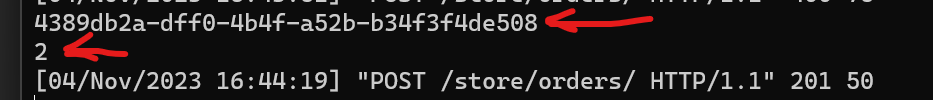 4389db2a-dff0-4b4f-a52b-b34f3f4de508
2
[04/Nov/2023 16:44:19] "POST /store/orders/ HTTP/1.1" 201 50